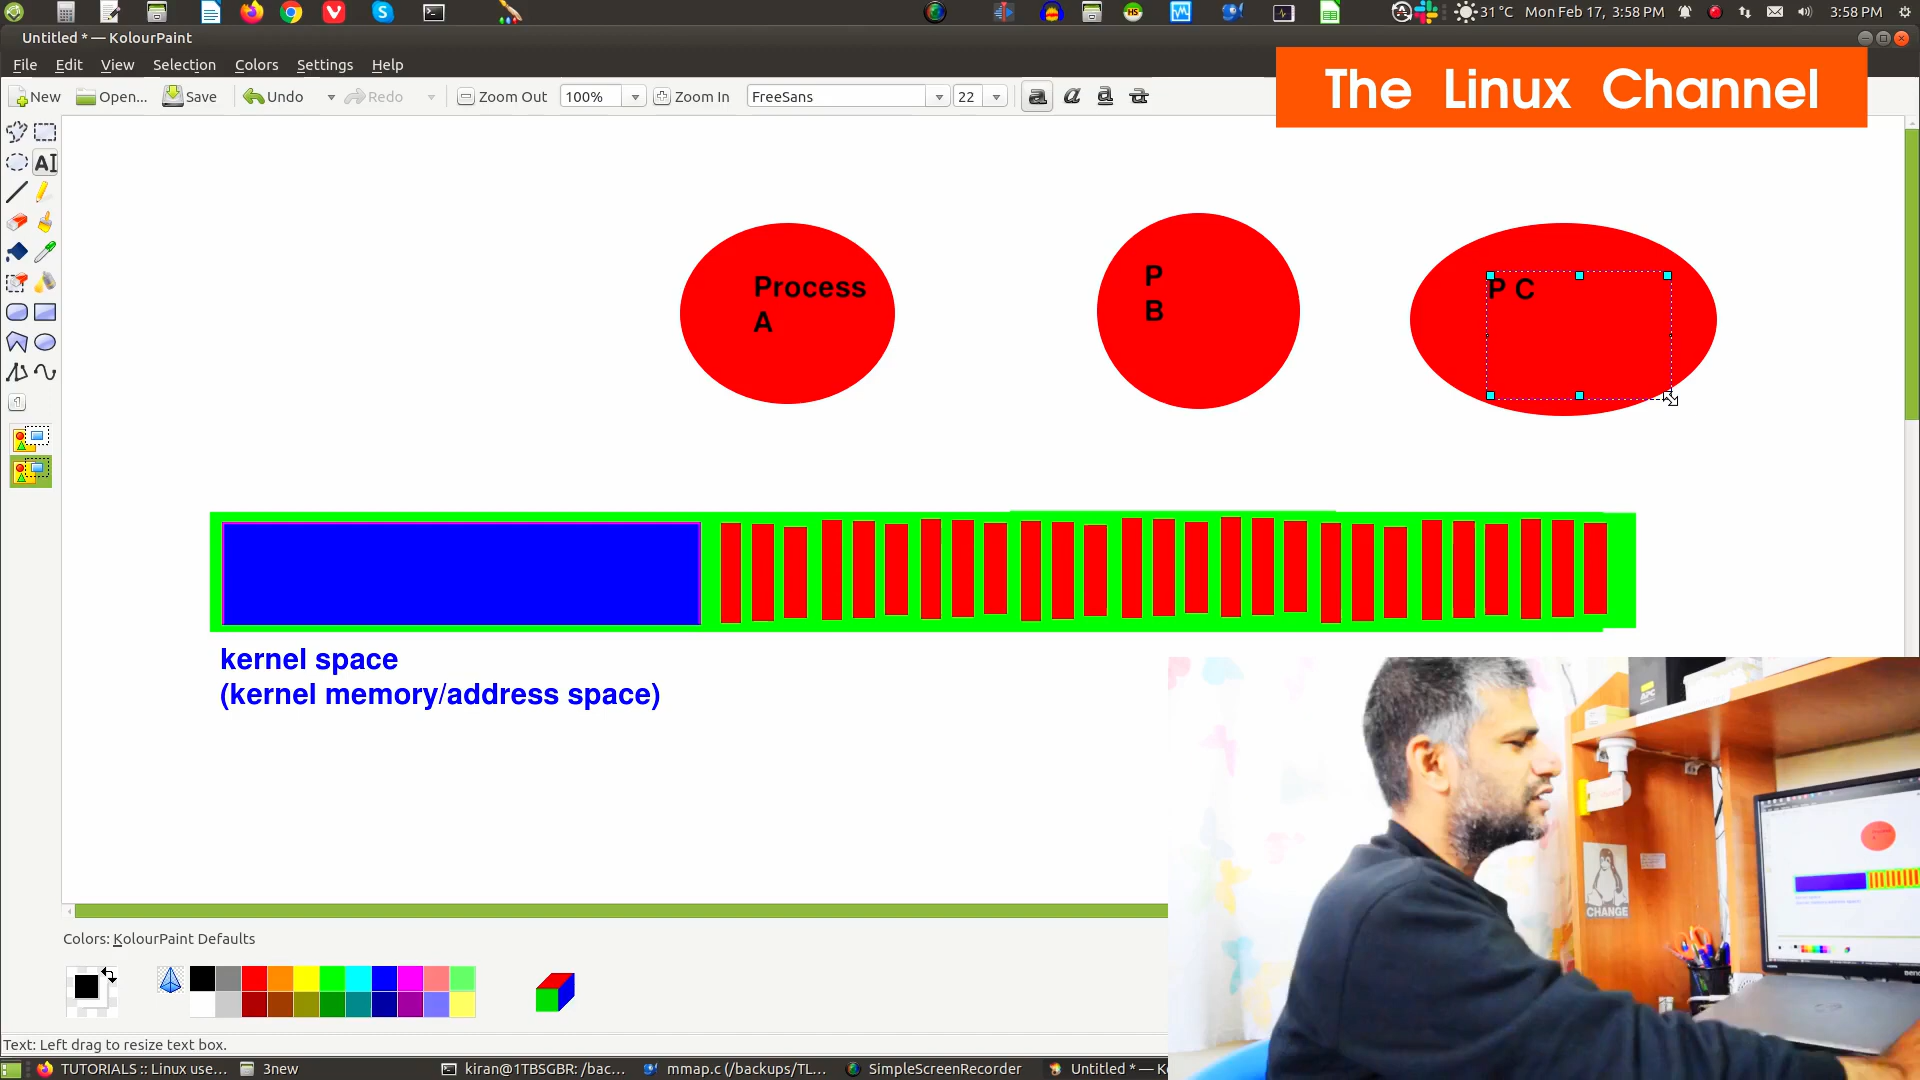 31 °C Mon Feb 17, 3:58 PM 3:58 PM
Untitled * — KolourPaint
File Edit View Selection Colors Settings Help
The Linux Channel
New Open... Save Undo Redo Zoom Out 100% Zoom In FreeSans 22
Process
A
P
B
P C
kernel space
(kernel memory/address space)
CHANGE
Colors: KolourPaint Defaults
Text: Left drag to resize text box.
TUTORIALS :: Linux use... 3new kiran@1TBSGBR: /bac... mmap.c (/backups/TL... SimpleScreenRecorder Untitled * — K